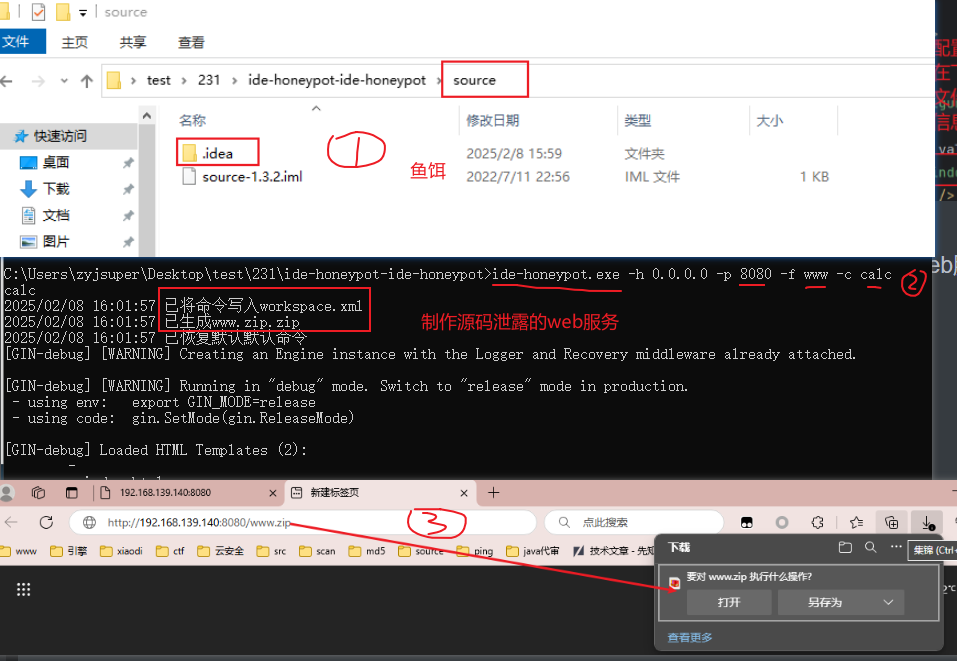 source
文件 主页 共享 查看
test 231 ide-honeypot-ide-honeypot source
配置
在
文件
信息
名称 修改日期 类型 大小
快速访问
.idea 2025/2/8 15:59 文件夹
source-1.3.2.iml 2022/7/11 22:56 IML 文件 1 KB
1
鱼饵
桌面
下载
文档
图片
/>
C:\Users\zyjsuper\Desktop\test\231\ide-honeypot-ide-honeypot>ide-honeypot.exe -h 0.0.0.0 -p 8080 -f www -c calc
calc
2
2025/02/08 16:01:57 已将命令写入workspace.xml
2025/02/08 16:01:57 已生成www.zip.zip
2025/02/08 16:01:57 已恢复默认默认命令
制作源码泄露的web服务
[GIN-debug] [WARNING] Creating an Engine instance with the Logger and Recovery middleware already attached.
[GIN-debug] [WARNING] Running in "debug" mode. Switch to "release" mode in production.
- using env: export GIN_MODE=release
- using code: gin.SetMode(gin.ReleaseMode)
[GIN-debug] Loaded HTML Templates (2):
-
192.168.139.140:8080 新建标签页
http://192.168.139.140:8080/www.zip 点此搜索
3
www 引擎 xiaodi ctf 云安全 src scan md5 source ping java代审 技术文章 - 先知
下载
集锦 (Ctrl+
要对 www.zip 执行什么操作?
打开 另存为
查看更多